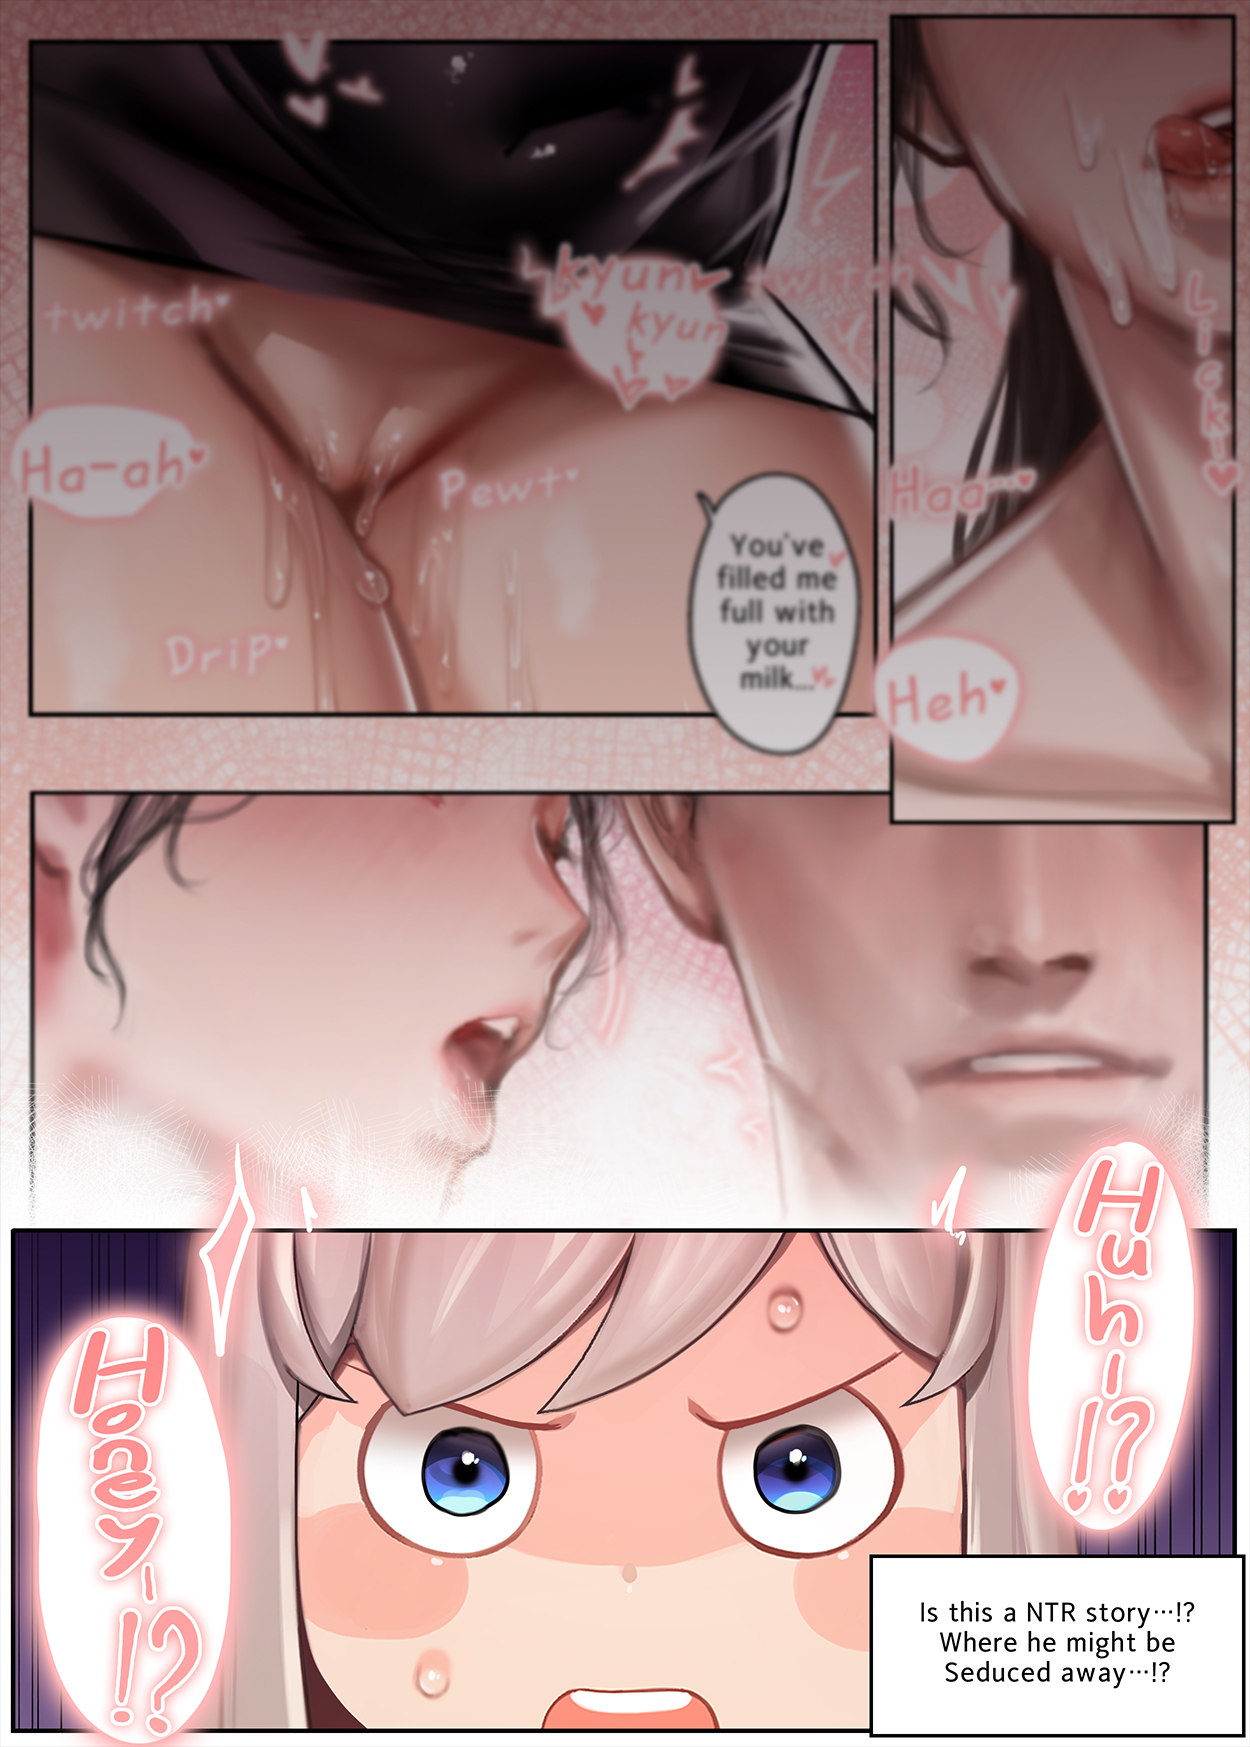 twitch
kyun
kyun
twitch
Lick
Ha-ah
Pewt
Haa...
You've
filled me
full with
your
milk...
Drip
Heh
Huh-!?
Honey-!?
Is this a NTR story...!?
Where he might be
Seduced away...!?